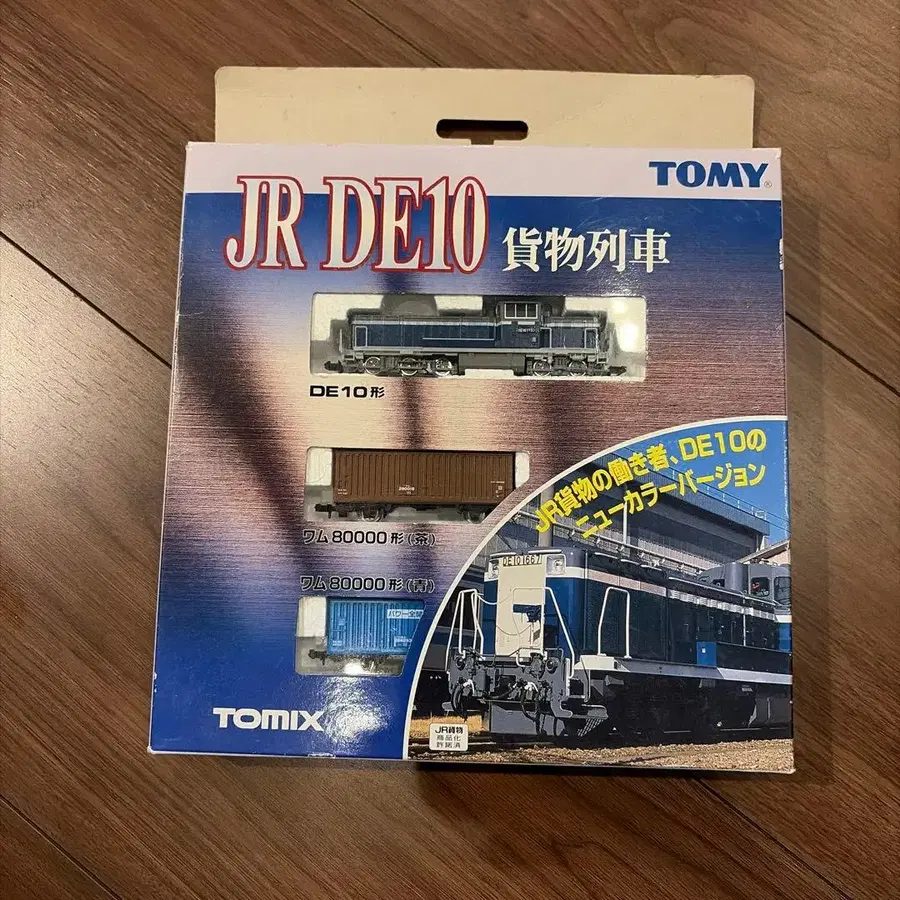 TOMY
JR DE10 貨物列車
DE10形
ワム80000形(茶)
ワム80000形(青)
JR貨物の働き者、DE10の
ニューカラーバージョン
DE10 1667
TOMIX
JR貨物
商品化
許諾済